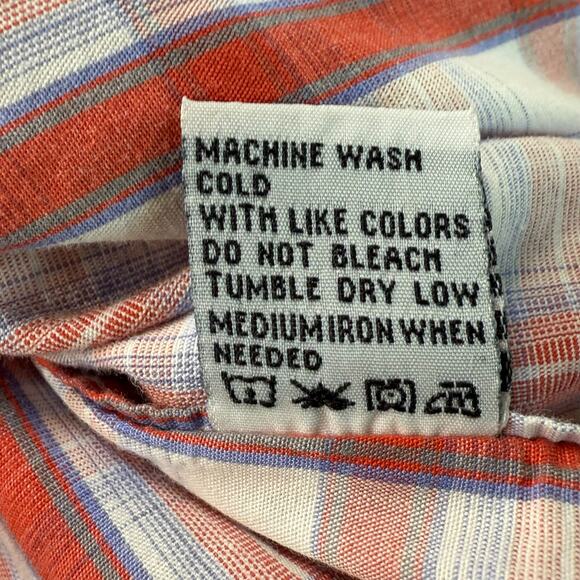 MACHINE WASH
COLD
WITH LIKE COLORS
DO NOT BLEACH
TUMBLE DRY LOW
MEDIUM IRON WHEN
NEEDED